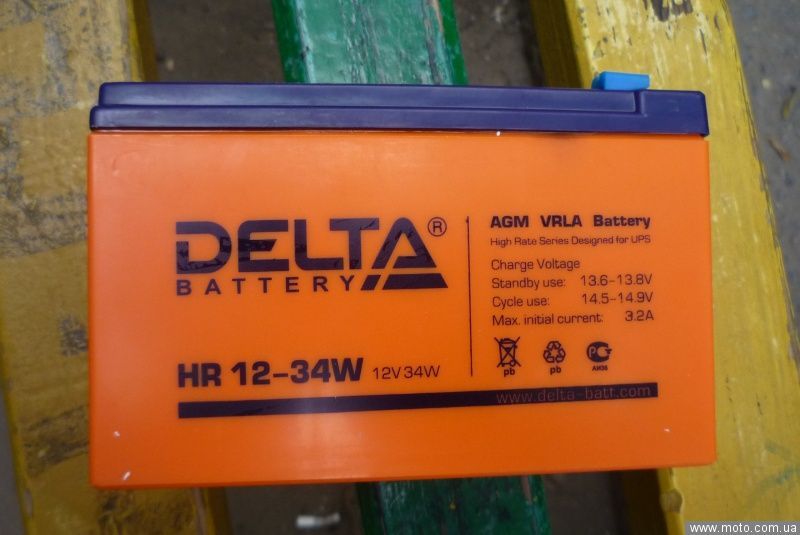 DELTA®
BATTERY
HR 12-34W 12V34W
AGM VRLA Battery
High Rate Series Designed for UPS
Charge Voltage
Standby use: 13.6-13.8V
Cycle use: 14.5-14.9V
Max. initial current: 3.2A
pb pb АИ36
www.delta-batt.com
www.moto.com.ua